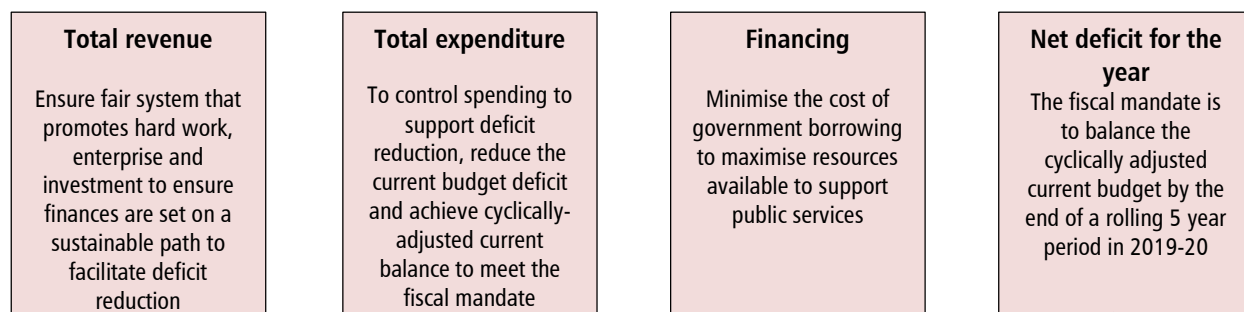 Total revenue
Ensure fair system that
promotes hard work,
enterprise and
investment to ensure
finances are set on a
sustainable path to
facilitate deficit
reduction
Total expenditure
To control spending to
support deficit
reduction, reduce the
current budget deficit
and achieve cyclically-
adjusted current
balance to meet the
fiscal mandate
Financing
Minimise the cost of
government borrowing
to maximise resources
available to support
public services
Net deficit for the
year
The fiscal mandate is
to balance the
cyclically adjusted
current budget by the
end of a rolling 5 year
period in 2019-20